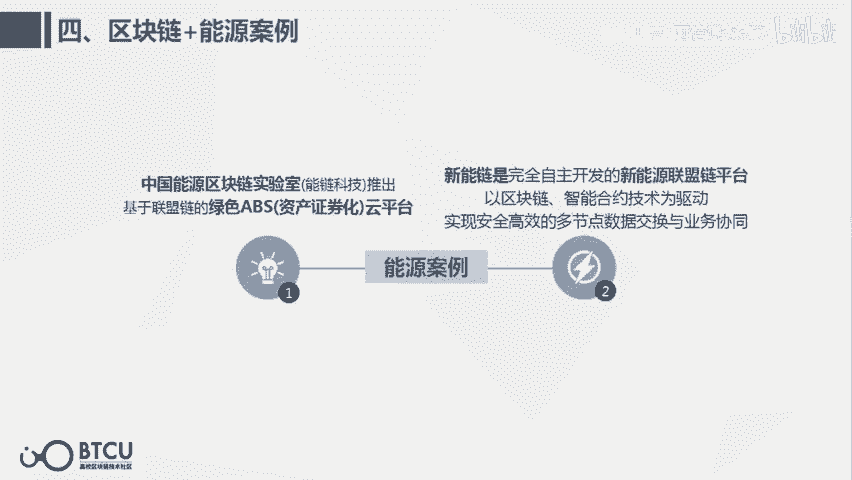 四、区块链+能源案例
bilibili
中国能源区块链实验室(能链科技)推出
基于联盟链的绿色ABS(资产证券化)云平台
新能链是完全自主开发的新能源联盟链平台
以区块链、智能合约技术为驱动
实现安全高效的多节点数据交换与业务协同
能源案例
1
2
BTCU
高校区块链技术社区